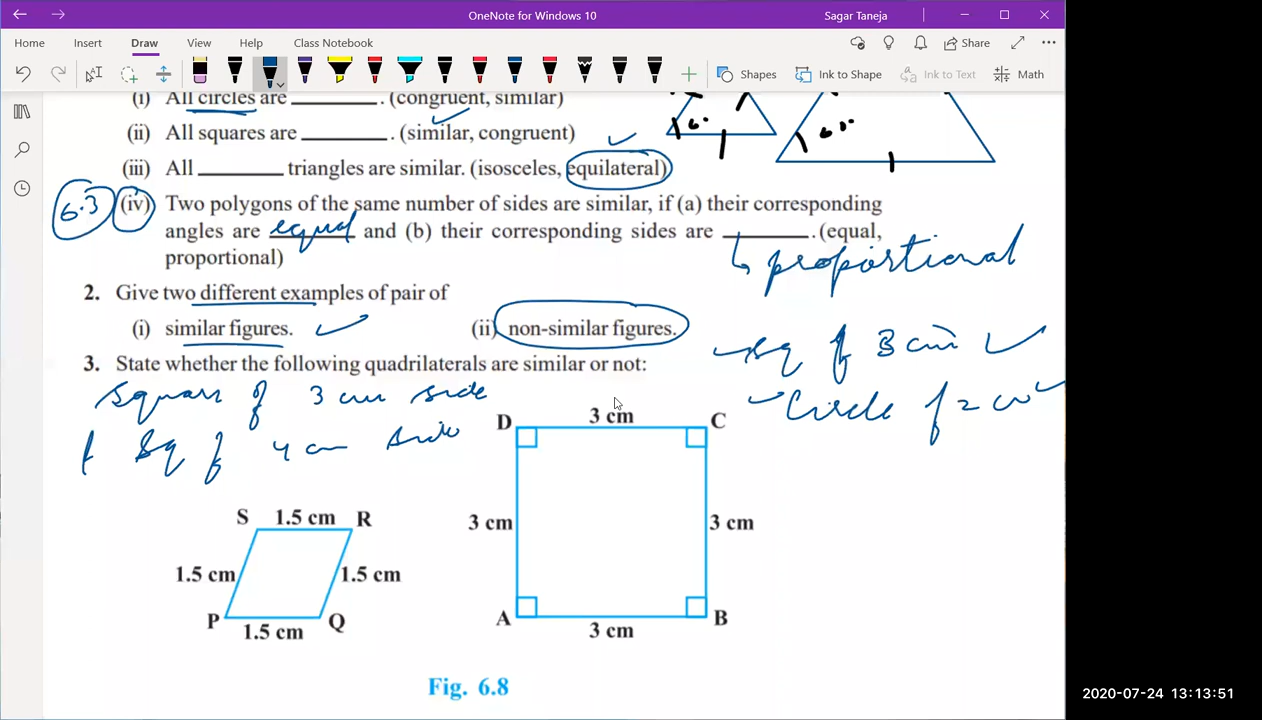 OneNote for Windows 10
Sagar Taneja
Home Insert Draw View Help Class Notebook
Share
Shapes Ink to Shape Ink to Text Math
(i) All circles are ________. (congruent, similar)
(ii) All squares are ________. (similar, congruent)
(iii) All ________ triangles are similar. (isosceles, equilateral)
6.3 (iv) Two polygons of the same number of sides are similar, if (a) their corresponding
angles are equal and (b) their corresponding sides are ________. (equal,
proportional)
proportional
2. Give two different examples of pair of
(i) similar figures. (ii) non-similar figures.
sq of 3 cm
3. State whether the following quadrilaterals are similar or not:
square of 3 cm side
circle of 2 cm
sq of 4 cm side
D 3 cm C
3 cm 3 cm
A 3 cm B
S 1.5 cm R
1.5 cm 1.5 cm
P 1.5 cm Q
Fig. 6.8
2020-07-24 13:13:51